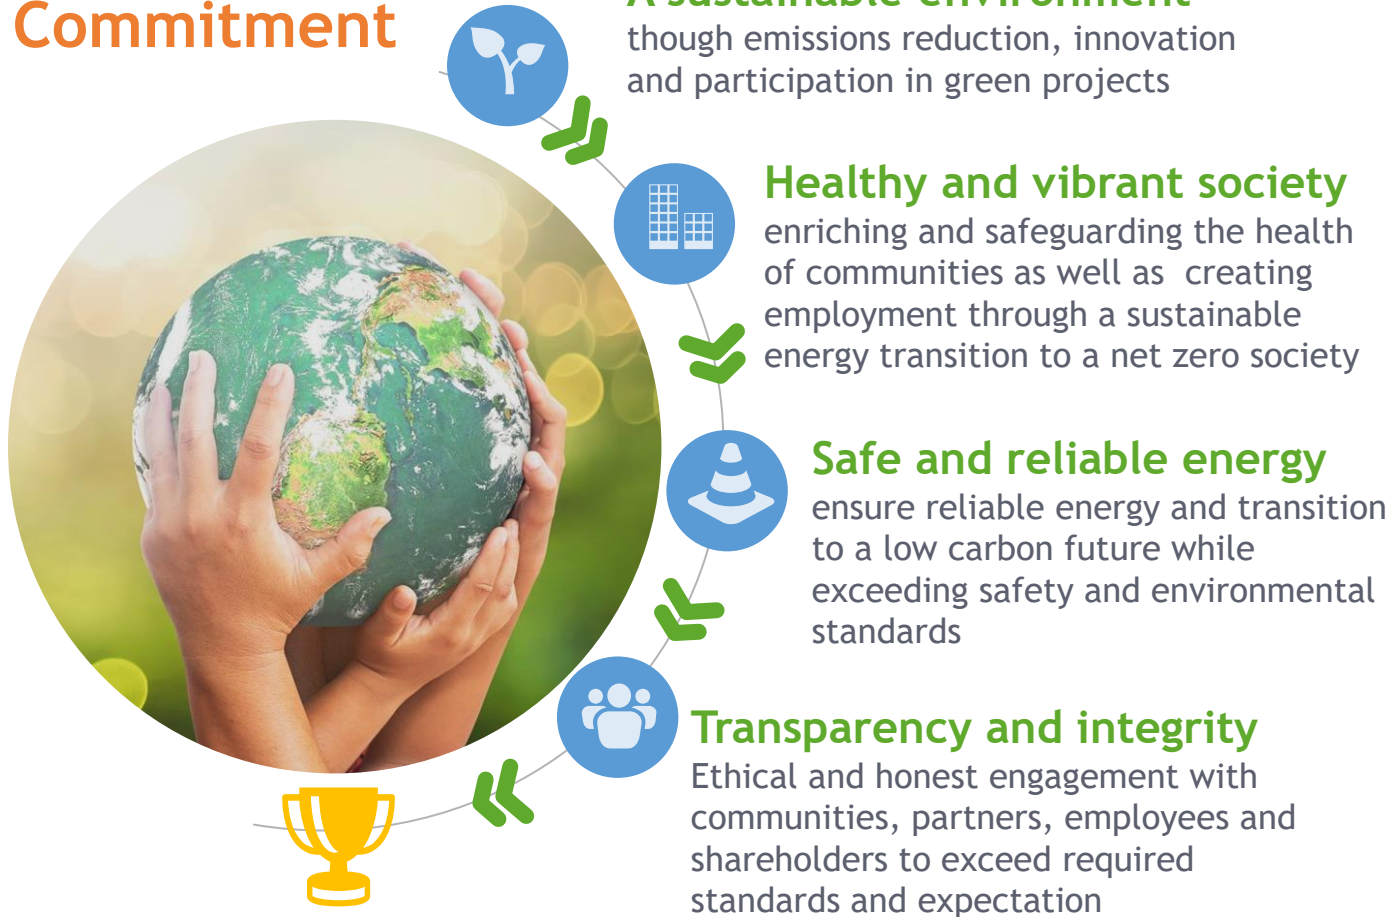 Commitment
A sustainable environment
though emissions reduction, innovation
and participation in green projects
Healthy and vibrant society
enriching and safeguarding the health
of communities as well as  creating
employment through a sustainable
energy transition to a net zero society
Safe and reliable energy
ensure reliable energy and transition
to a low carbon future while
exceeding safety and environmental
standards
Transparency and integrity
Ethical and honest engagement with
communities, partners, employees and
shareholders to exceed required
standards and expectation